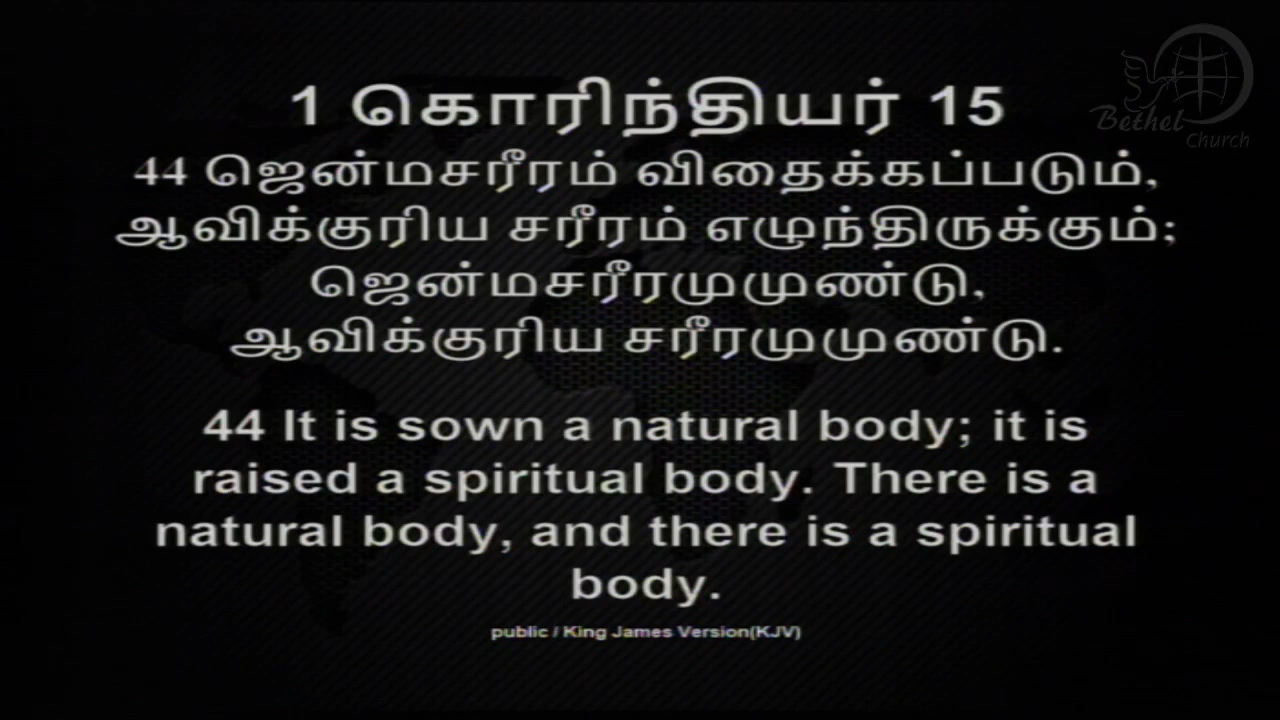 Bethel
Church
1 கொரிந்தியர் 15
44 ஜென்மசரீரம் விதைக்கப்படும்,
ஆவிக்குரிய சரீரம் எழுந்திருக்கும்;
ஜென்மசரீரமுமுண்டு,
ஆவிக்குரிய சரீரமுமுண்டு.
44 It is sown a natural body; it is
raised a spiritual body. There is a
natural body, and there is a spiritual
body.
public / King James Version(KJV)